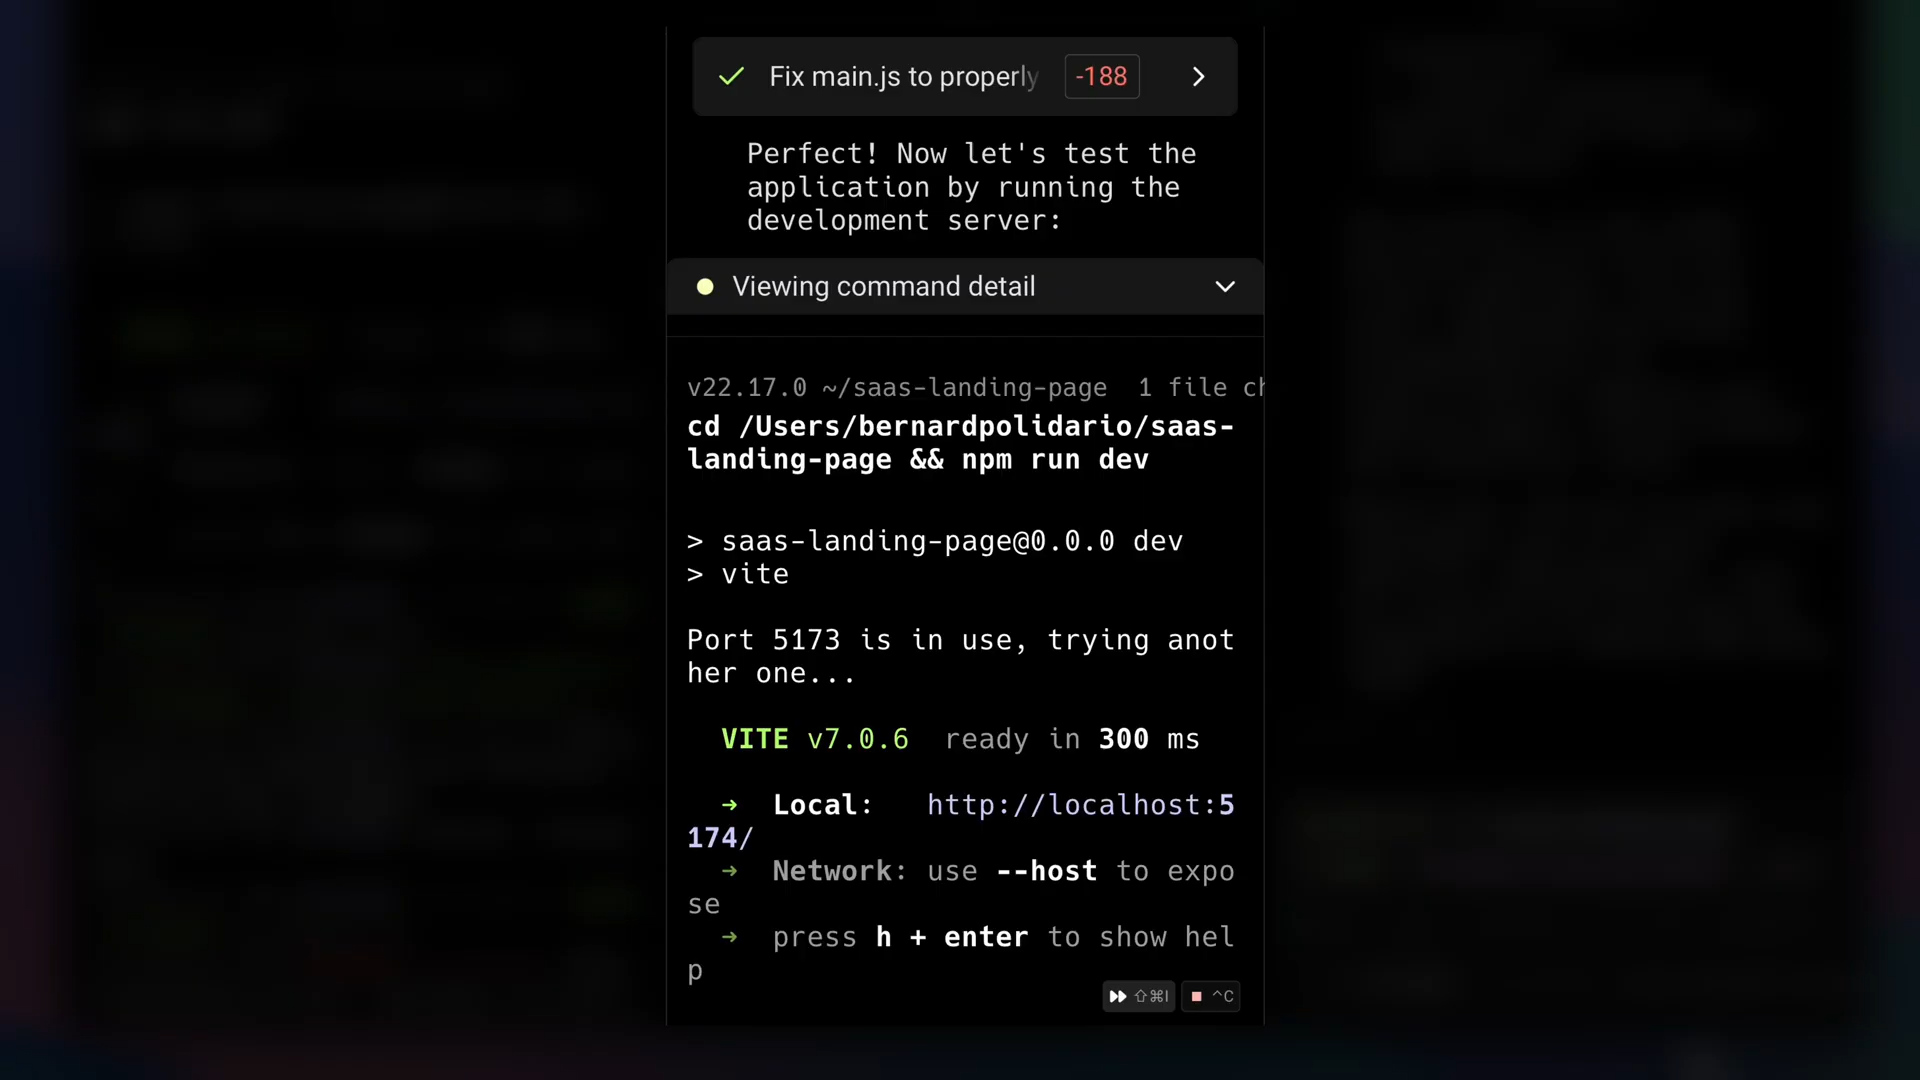 Fix main.js to properly -188
Perfect! Now let's test the
application by running the
development server:
Viewing command detail
v22.17.0 ~/saas-landing-page 1 file ch
cd /Users/bernardpolidario/saas-
landing-page && npm run dev
> saas-landing-page@0.0.0 dev
> vite
Port 5173 is in use, trying anot
her one...
VITE v7.0.6 ready in 300 ms
➜ Local: http://localhost:5
174/
➜ Network: use --host to expo
se
➜ press h + enter to show hel
p
⇧⌘I ^C